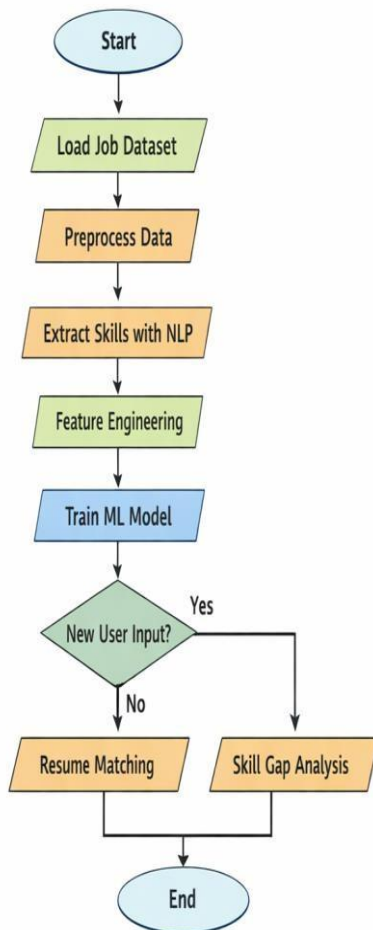 Start
Load Job Dataset
Preprocess Data
Extract Skills with NLP
Feature Engineering
Train ML Model
New User Input?
Yes
No
Resume Matching
Skill Gap Analysis
End